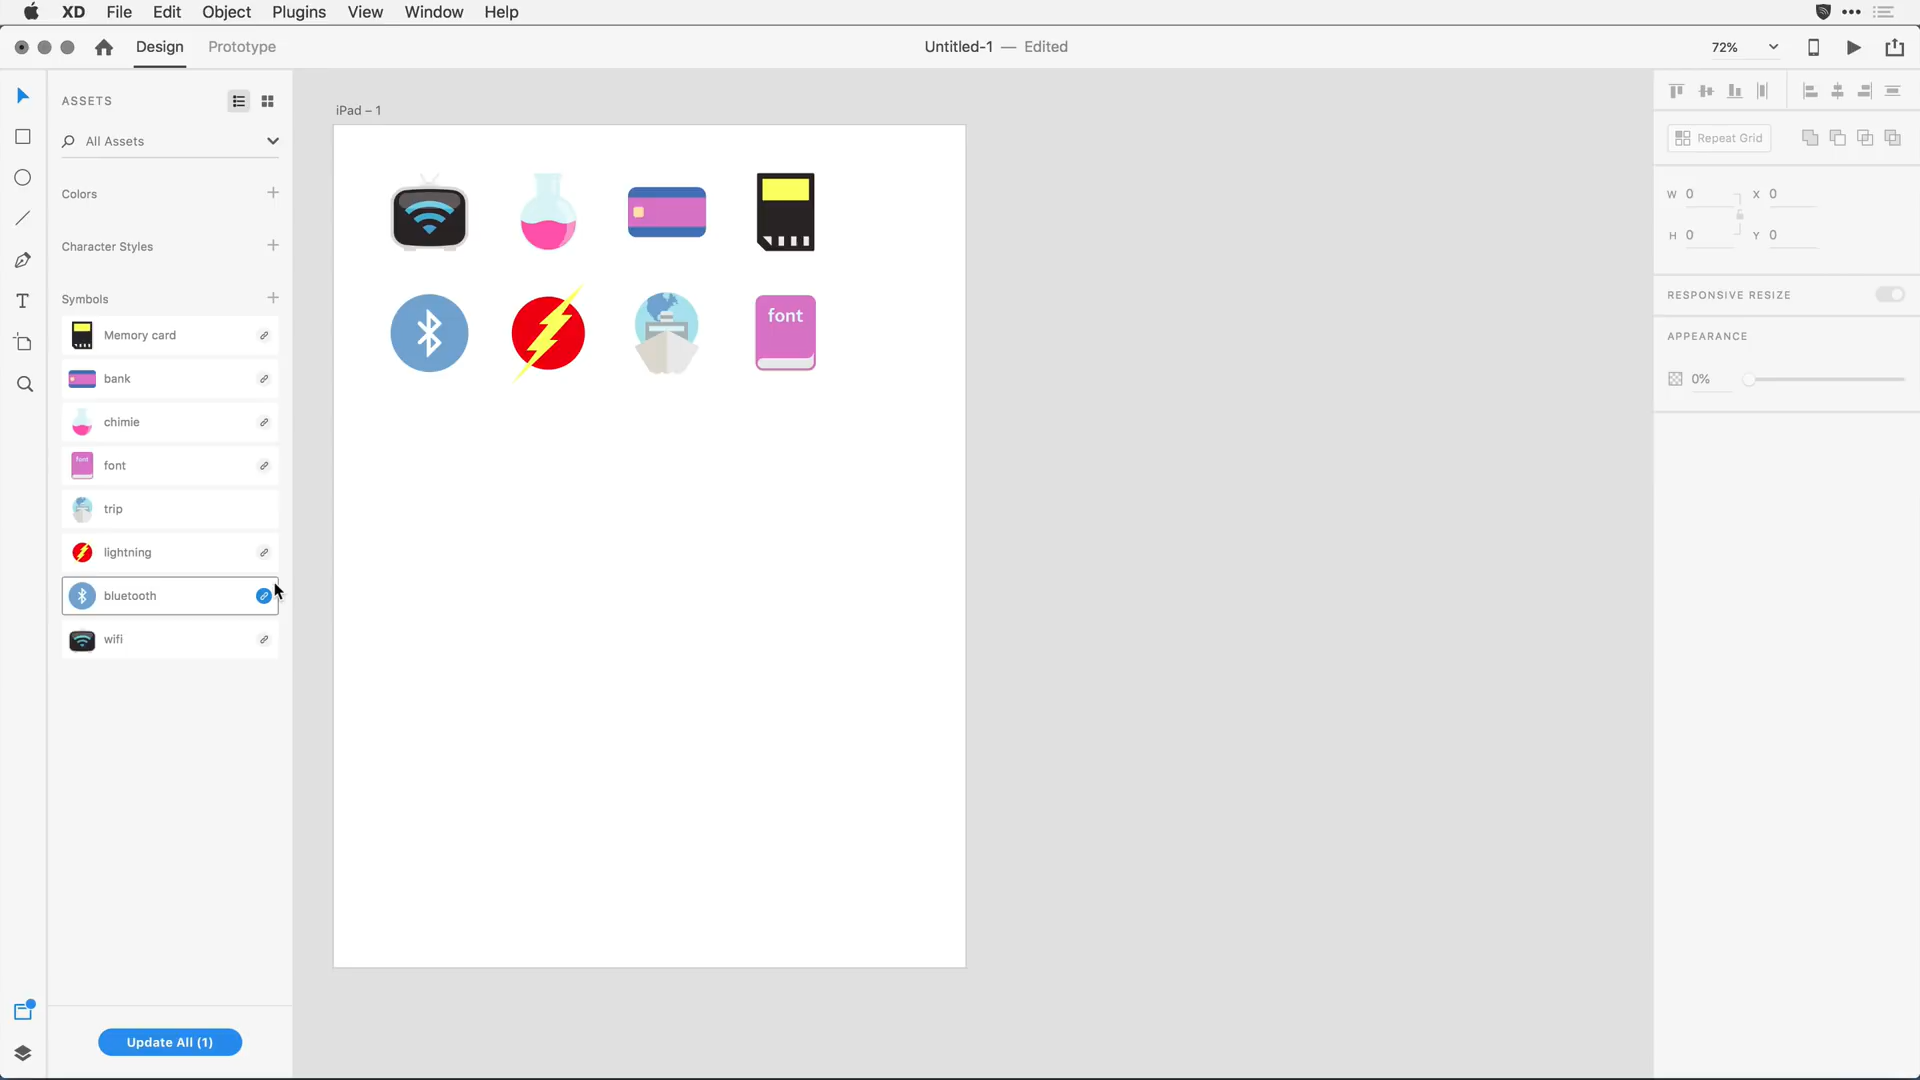 XD File Edit Object Plugins View Window Help
Design Prototype Untitled-1 — Edited 72%
ASSETS
All Assets
Colors
Character Styles
Symbols
Memory card
bank
chimie
font
font
trip
lightning
bluetooth
wifi
Update All (1)
iPad – 1
font
Repeat Grid
W 0 X 0
H 0 Y 0
RESPONSIVE RESIZE
APPEARANCE
0%